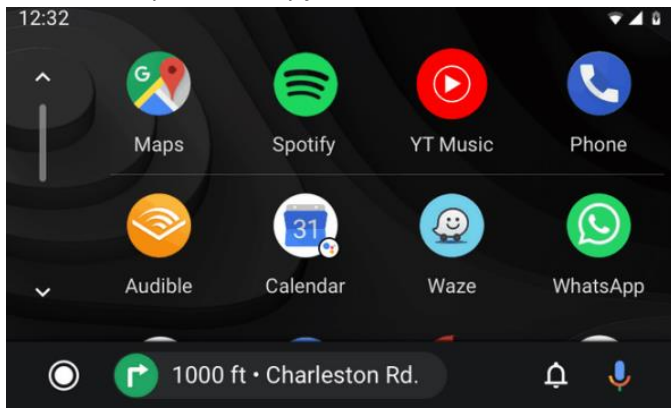 12:32
G
Maps
Spotify
YT Music
Phone
Audible
31
Calendar
Waze
WhatsApp
1000 ft • Charleston Rd.